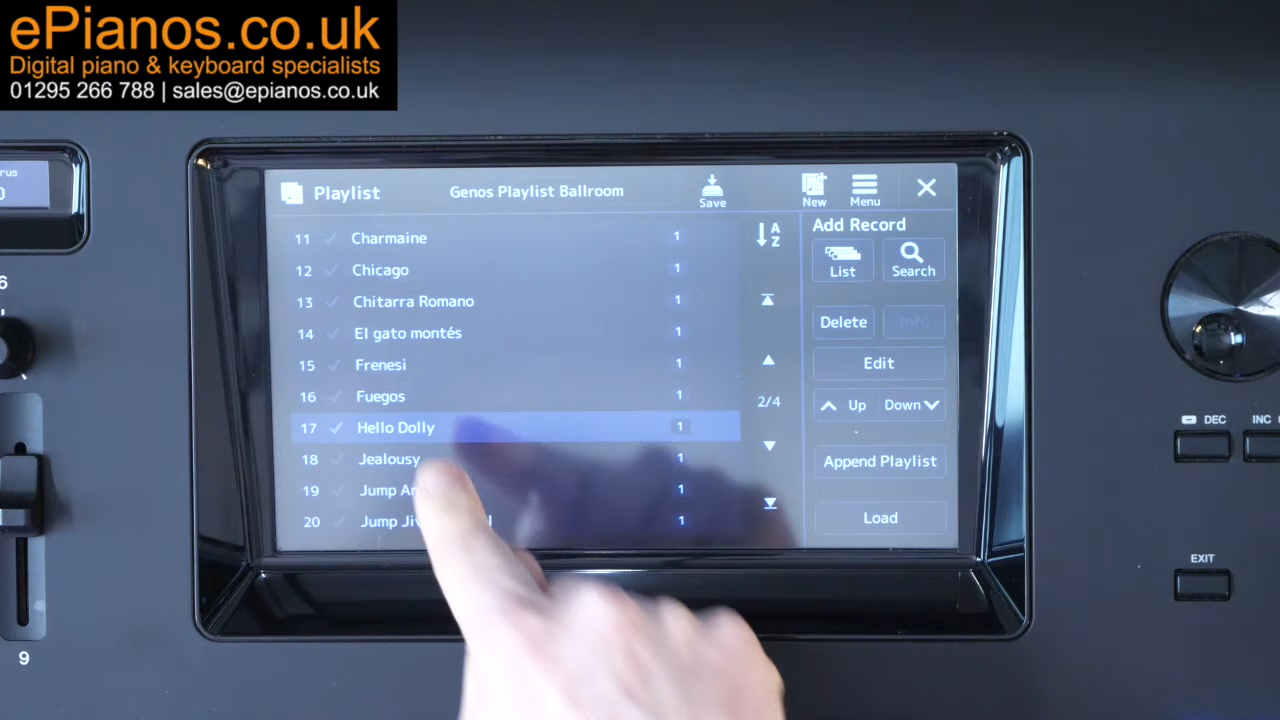 ePianos.co.uk
Digital piano & keyboard specialists
01295 266 788 | sales@epianos.co.uk
Playlist
Genos Playlist Ballroom
Save
New
Menu
11 Charmaine 1
12 Chicago 1
13 Chitarra Romano 1
14 El gato montés 1
15 Frenesi 1
16 Fuegos 1
17 Hello Dolly 1
18 Jealousy 1
19 Jump 1
20 Jump 1
A
Z
2/4
Add Record
List
Search
Delete
Info
Edit
Up
Down
Append Playlist
Load
DEC
INC
EXIT
6
9
0